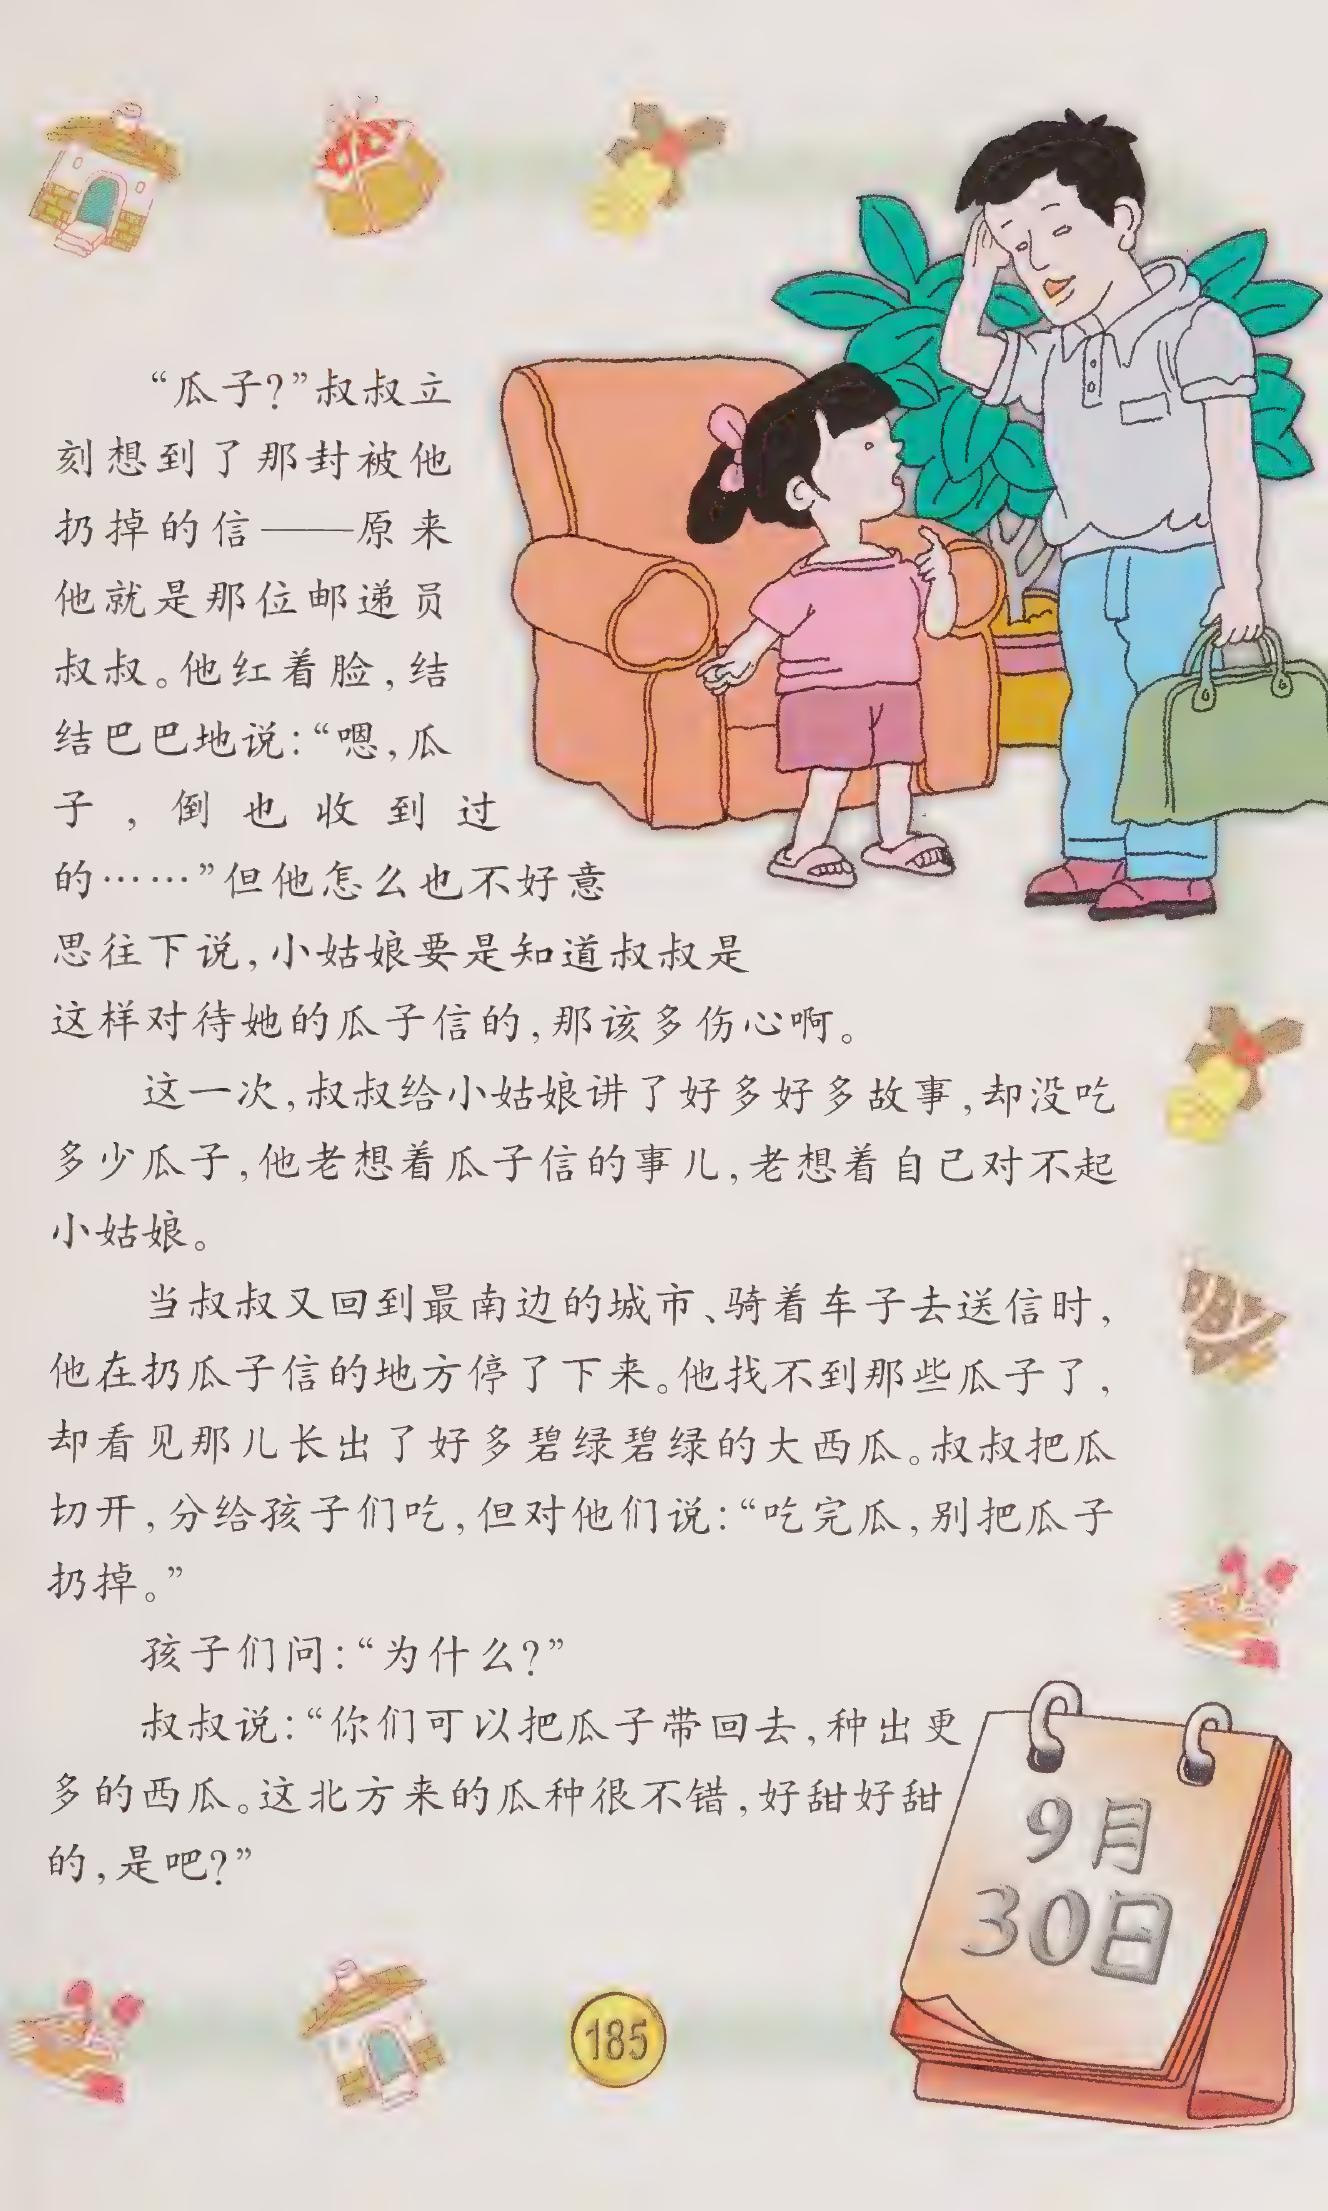 “瓜子?”叔叔立
刻想到了那封被他
扔掉的信——原来
他就是那位邮递员
叔叔。他红着脸,结
结巴巴地说:“嗯,瓜
子,倒也收到过
的……”但他怎么也不好意
思往下说,小姑娘要是知道叔叔是
这样对待她的瓜子信的,那该多伤心啊。
这一次,叔叔给小姑娘讲了好多好多故事,却没吃
多少瓜子,他老想着瓜子信的事儿,老想着自己对不起
小姑娘。
当叔叔又回到最南边的城市、骑着车子去送信时,
他在扔瓜子信的地方停了下来。他找不到那些瓜子了,
却看见那儿长出了好多碧绿碧绿的大西瓜。叔叔把瓜
切开,分给孩子们吃,但对他们说:“吃完瓜,别把瓜子
扔掉。”
孩子们问:“为什么?”
叔叔说:“你们可以把瓜子带回去,种出更
多的西瓜。这北方来的瓜种很不错,好甜好甜
的,是吧?”
9月
30日
185